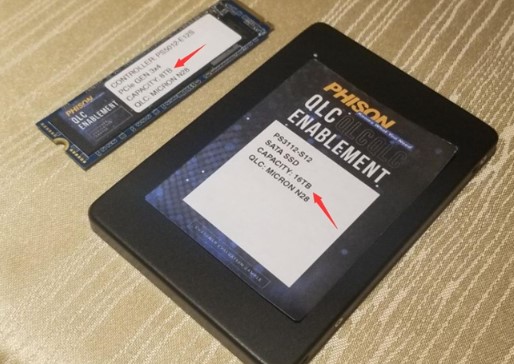 CONTROLLER: PS5012-E12S
PCIe GEN 3x4
CAPACITY: 8TB
QLC: MICRON N28
PHISON
QLC
ENABLEMENT
PHISON
QLC
ENABLEMENT
PS3112-S12
SATA SSD
CAPACITY: 16TB
QLC: MICRON N28